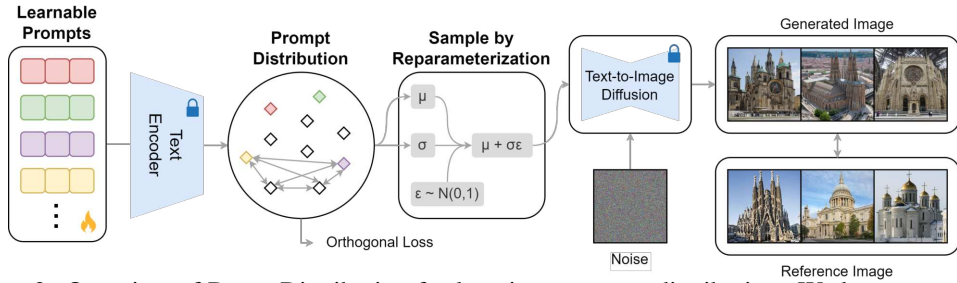 Learnable
Prompts
Text
Encoder
Prompt
Distribution
Orthogonal Loss
Sample by
Reparameterization
μ
σ
ε ~ N(0,1)
μ + σε
Text-to-Image
Diffusion
Noise
Generated Image
Reference Image